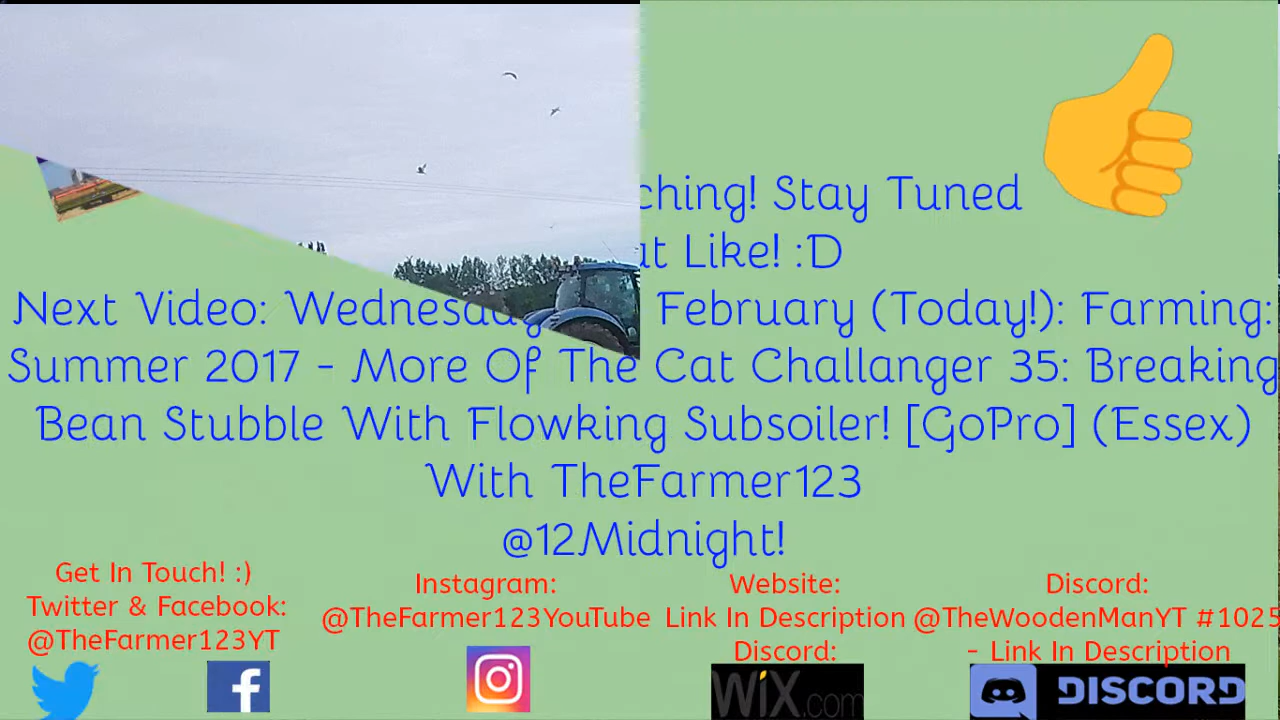 ching! Stay Tuned
at Like! :D
Next Video: Wednesday February (Today!): Farming:
Summer 2017 - More Of The Cat Challanger 35: Breaking
Bean Stubble With Flowking Subsoiler! [GoPro] (Essex)
With TheFarmer123
@12Midnight!
Get In Touch! :)
Twitter & Facebook:
@TheFarmer123YT
Instagram:
@TheFarmer123YouTube
Website:
Link In Description
Discord:
WiX.com
Discord:
@TheWoodenManYT #1025
- Link In Description
DISCORD